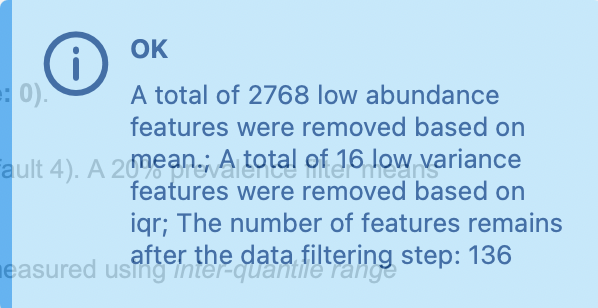 OK
A total of 2768 low abundance
features were removed based on
mean.; A total of 16 low variance
features were removed based on
iqr; The number of features remains
after the data filtering step: 136
: 0).
ault 4). A 20% prevalence filter means
easured using inter-quantile range